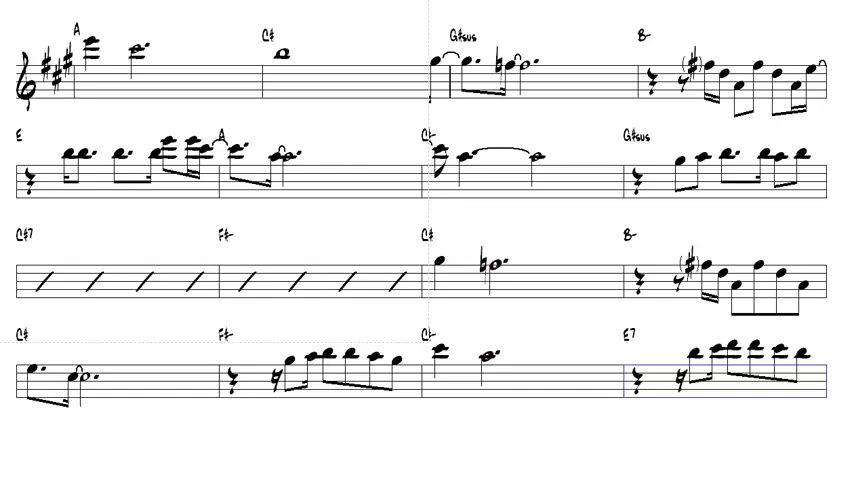 A C# G#sus B-
E A C#- G#sus
C#7 F#- C# B-
C# F#- C#- E7